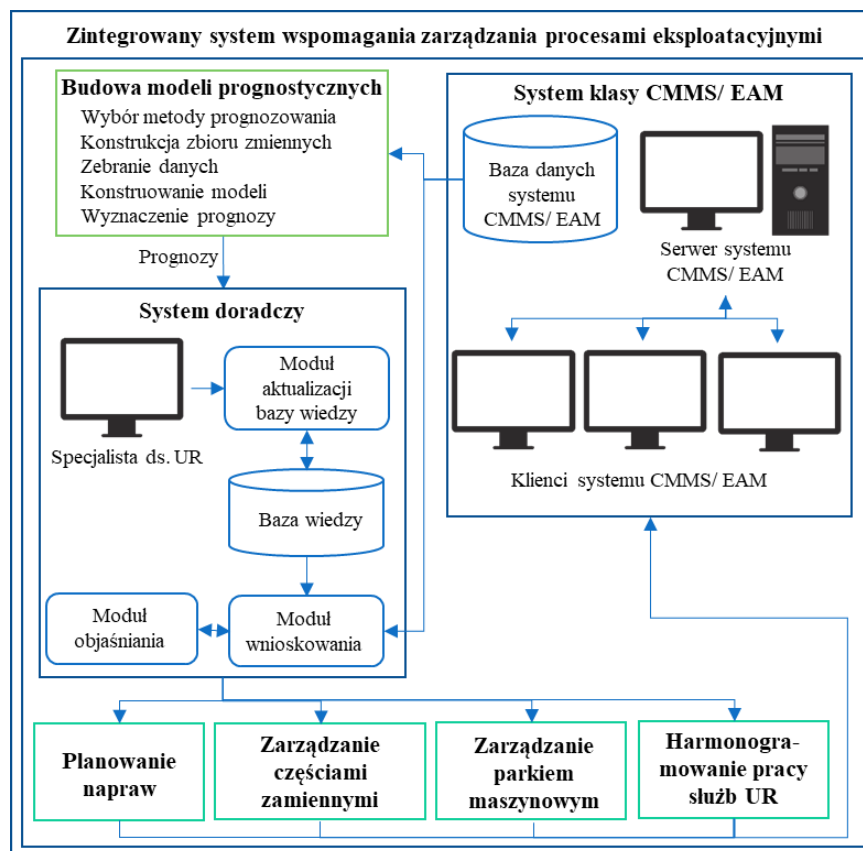 Zintegrowany system wspomagania zarządzania procesami eksploatacyjnymi
Budowa modeli prognostycznych
Wybór metody prognozowania
Konstrukcja zbioru zmiennych
Zebranie danych
Konstruowanie modeli
Wyznaczenie prognozy
Prognozy
System klasy CMMS/ EAM
Baza danych
systemu
CMMS/ EAM
Serwer systemu
CMMS/ EAM
Klienci systemu CMMS/ EAM
System doradczy
Specjalista ds. UR
Moduł
aktualizacji
bazy wiedzy
Baza wiedzy
Moduł
objaśniania
Moduł
wnioskowania
Planowanie
napraw
Zarządzanie
częściami
zamiennymi
Zarządzanie
parkiem
maszynowym
Harmonogra-
mowanie pracy
służb UR